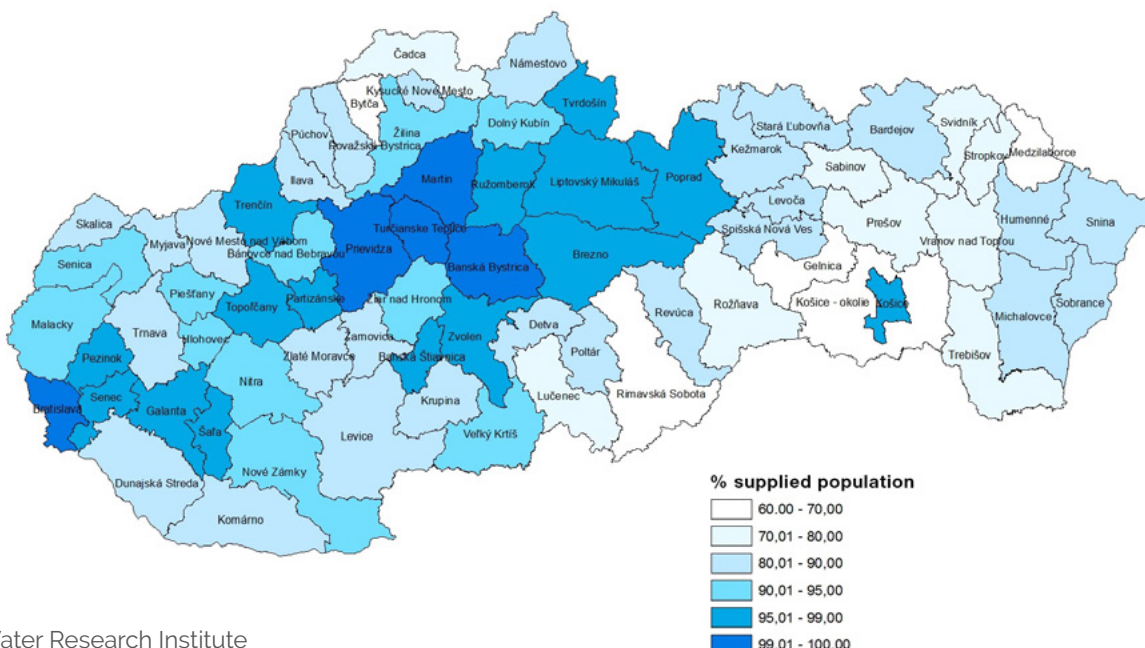 Čadca
Námestovo
Kysucké Nové Mesto
Bytča
Tvrdošín
Púchov
Považská Bystrica
Žilina
Dolný Kubín
Stará Ľubovňa
Bardejov
Svidník
Stropkov
Medzilaborce
Kežmarok
Sabinov
Ilava
Martin
Ružomberok
Liptovský Mikuláš
Poprad
Levoča
Prešov
Humenné
Snina
Trenčín
Skalica
Myjava
Nové Mesto nad Váhom
Bánovce nad Bebravou
Prievidza
Turčianske Teplice
Spišská Nová Ves
Vranov nad Topľou
Senica
Banská Bystrica
Brezno
Gelnica
Piešťany
Topoľčany
Partizánske
Žiar nad Hronom
Rožňava
Košice - okolie
Košice
Sobrance
Michalovce
Malacky
Trnava
Hlohovec
Žarnovica
Zvolen
Detva
Revúca
Pezinok
Zlaté Moravce
Banská Štiavnica
Poltár
Trebišov
Nitra
Bratislava
Senec
Galanta
Šaľa
Krupina
Lučenec
Rimavská Sobota
Levice
Veľký Krtíš
Dunajská Streda
Nové Zámky
Komárno
% supplied population
60.00 - 70,00
70,01 - 80,00
80,01 - 90,00
90,01 - 95,00
95,01 - 99,00
99,01 - 100,00
Water Research Institute